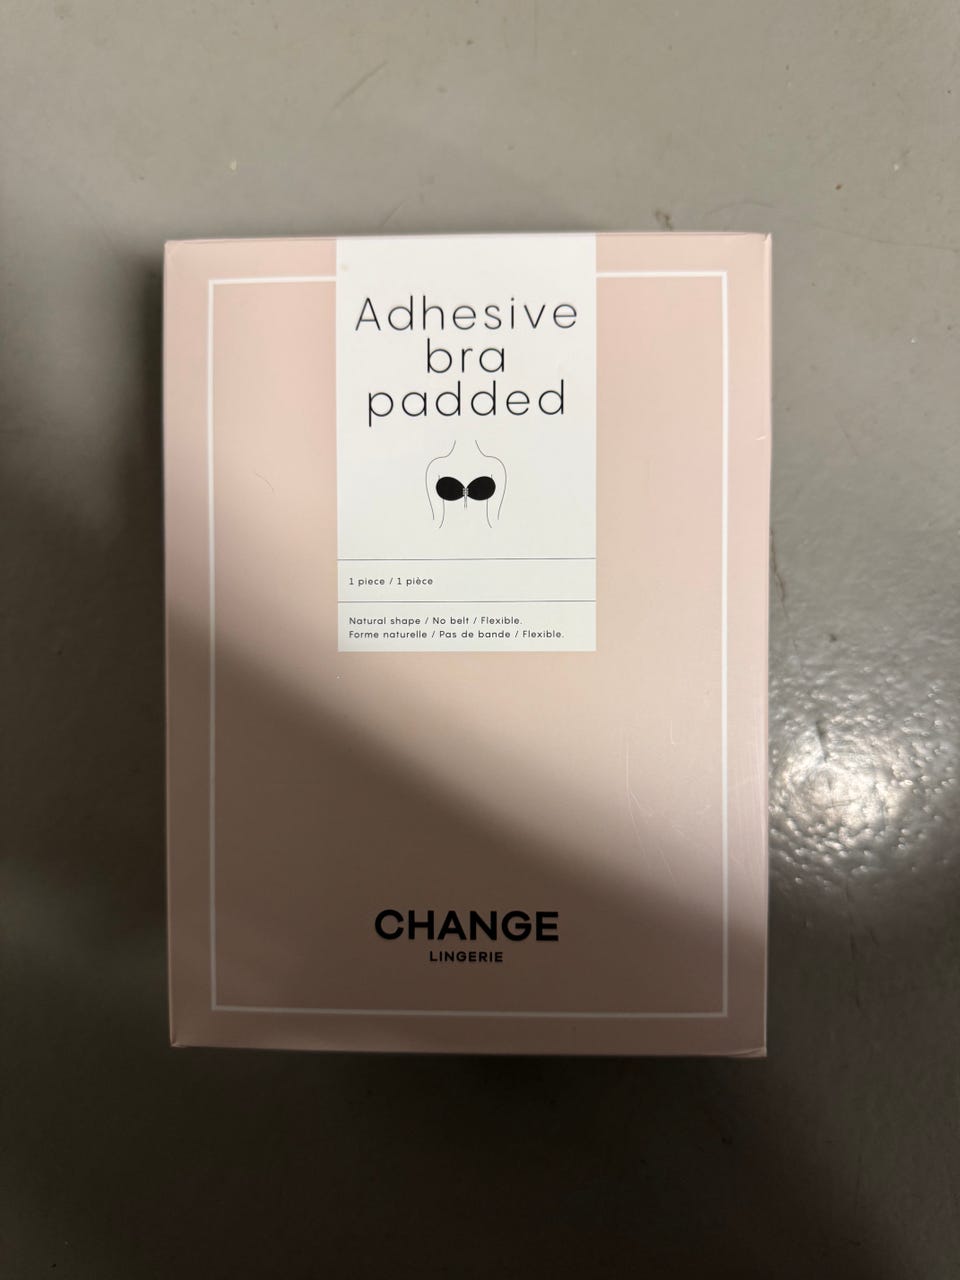 Adhesive
bra
padded
1 piece / 1 pièce
Natural shape / No belt / Flexible.
Forme naturelle / Pas de bande / Flexible.
CHANGE
LINGERIE